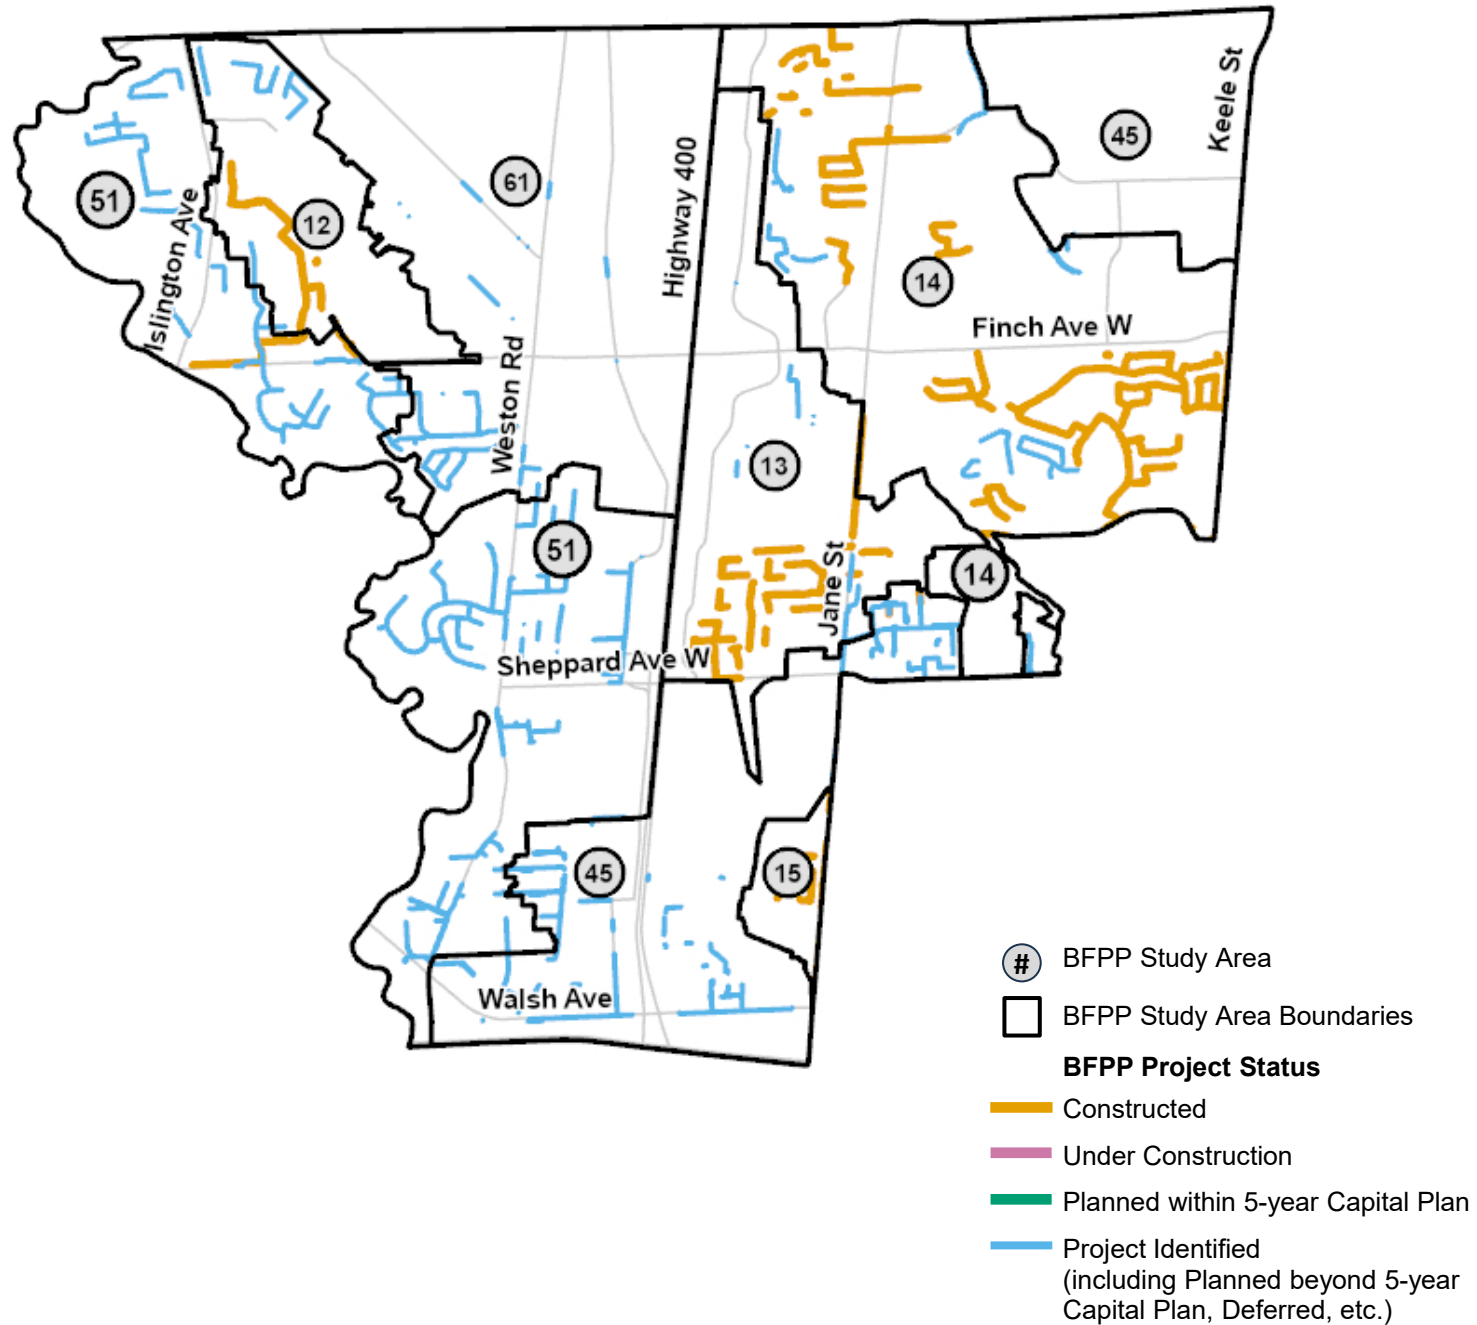 Keele St
45
Highway 400
61
51
Islington Ave
12
14
Finch Ave W
Weston Rd
13
51
14
Jane St
Sheppard Ave W
45
15
Walsh Ave
# BFPP Study Area
BFPP Study Area Boundaries
BFPP Project Status
Constructed
Under Construction
Planned within 5-year Capital Plan
Project Identified
(including Planned beyond 5-year
Capital Plan, Deferred, etc.)